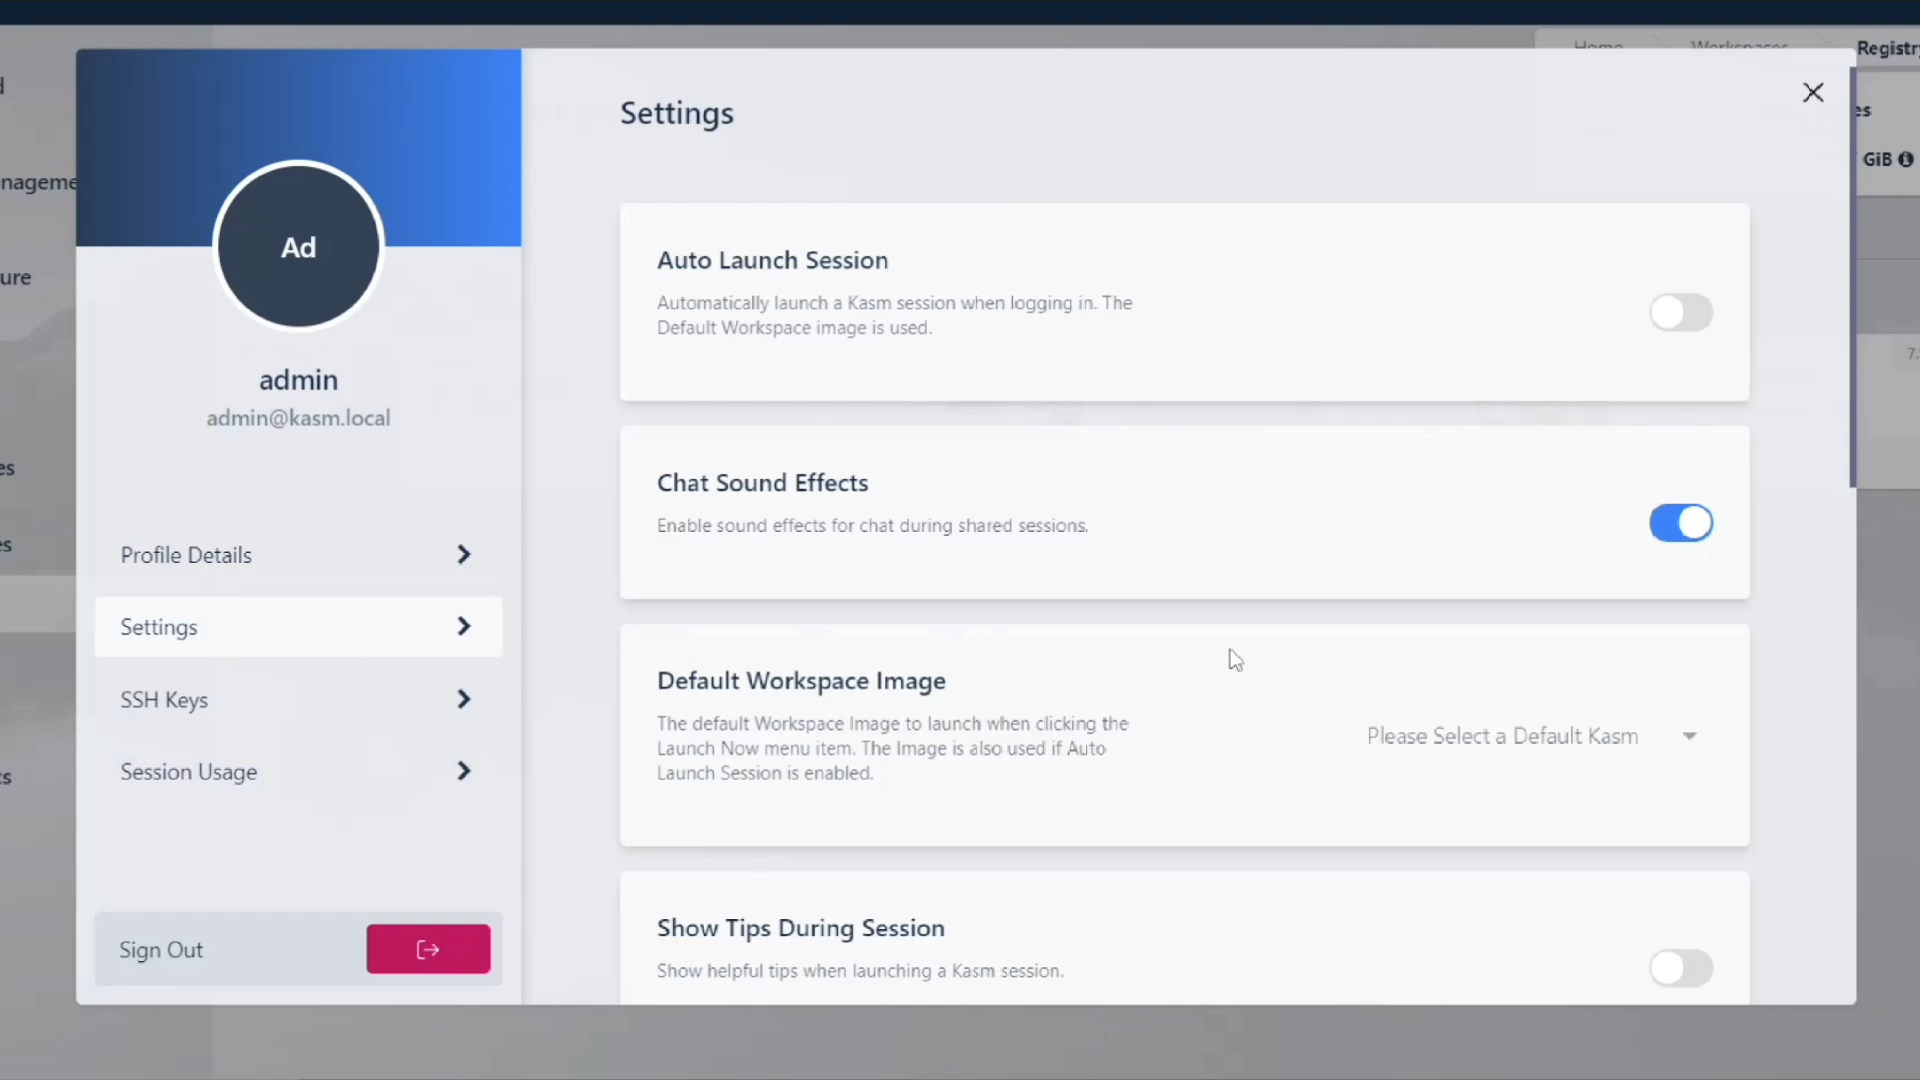 Home
Workspaces
Registry
GiB
Settings
Ad
admin
admin@kasm.local
Profile Details
Settings
SSH Keys
Session Usage
Sign Out
Auto Launch Session
Automatically launch a Kasm session when logging in. The
Default Workspace image is used.
Chat Sound Effects
Enable sound effects for chat during shared sessions.
Default Workspace Image
The default Workspace Image to launch when clicking the
Launch Now menu item. The Image is also used if Auto
Launch Session is enabled.
Please Select a Default Kasm
Show Tips During Session
Show helpful tips when launching a Kasm session.